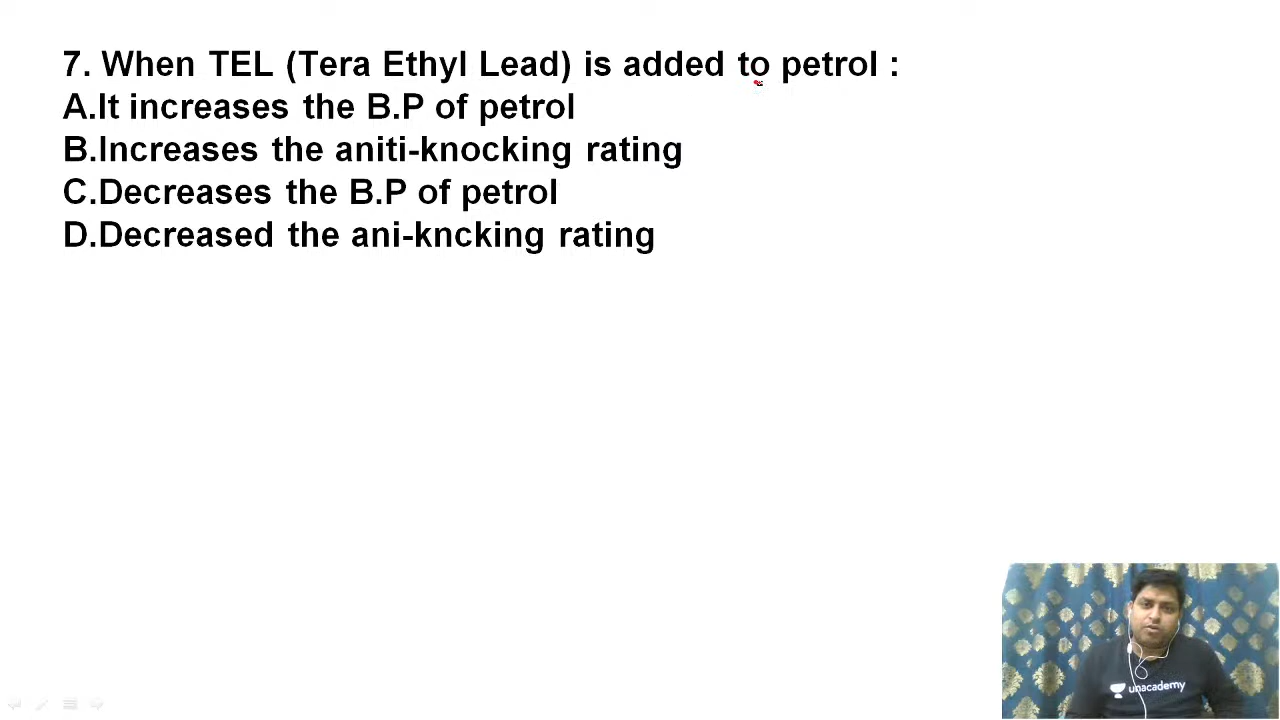 7. When TEL (Tera Ethyl Lead) is added to petrol :
A.It increases the B.P of petrol
B.Increases the aniti-knocking rating
C.Decreases the B.P of petrol
D.Decreased the ani-kncking rating
unacademy